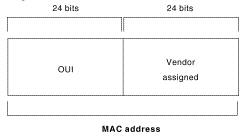 24 bits 24 bits
OUI
Vendor
assigned
MAC address